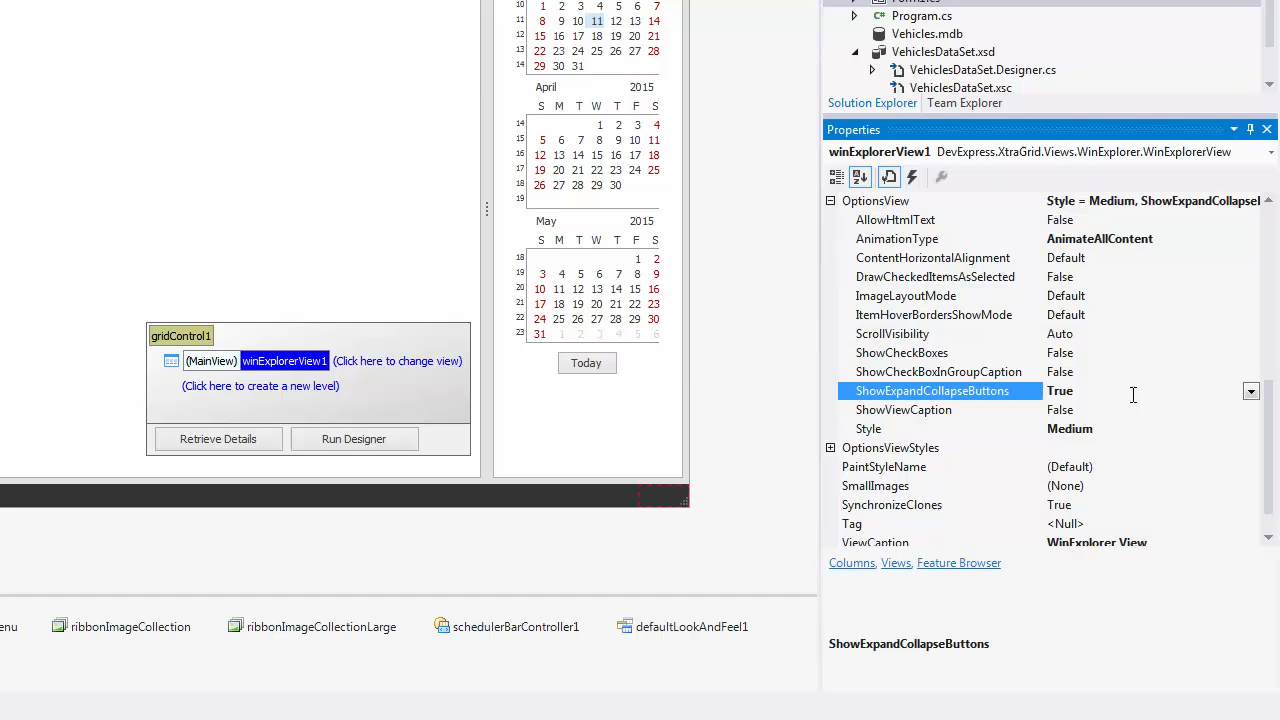 10 1 2 3 4 5 6 7
11 8 9 10 11 12 13 14
12 15 16 17 18 19 20 21
13 22 23 24 25 26 27 28
14 29 30 31
April 2015
S M T W T F S
14 1 2 3 4
15 5 6 7 8 9 10 11
16 12 13 14 15 16 17 18
17 19 20 21 22 23 24 25
18 26 27 28 29 30
19
May 2015
S M T W T F S
18 1 2
19 3 4 5 6 7 8 9
20 10 11 12 13 14 15 16
21 17 18 19 20 21 22 23
22 24 25 26 27 28 29 30
23 31 1 2 3 4 5 6
Today
gridControl1
(MainView) winExplorerView1 (Click here to change view)
(Click here to create a new level)
Retrieve Details Run Designer
enu ribbonImageCollection ribbonImageCollectionLarge schedulerBarController1 defaultLookAndFeel1
Form1.cs
Program.cs
Vehicles.mdb
VehiclesDataSet.xsd
VehiclesDataSet.Designer.cs
VehiclesDataSet.xsc
Solution Explorer Team Explorer
Properties
winExplorerView1 DevExpress.XtraGrid.Views.WinExplorer.WinExplorerView
OptionsView Style = Medium, ShowExpandCollapseI
AllowHtmlText False
AnimationType AnimateAllContent
ContentHorizontalAlignment Default
DrawCheckedItemsAsSelected False
ImageLayoutMode Default
ItemHoverBordersShowMode Default
ScrollVisibility Auto
ShowCheckBoxes False
ShowCheckBoxInGroupCaption False
ShowExpandCollapseButtons True
ShowViewCaption False
Style Medium
OptionsViewStyles
PaintStyleName (Default)
SmallImages (None)
SynchronizeClones True
Tag <Null>
ViewCaption WinExplorer View
Columns, Views, Feature Browser
ShowExpandCollapseButtons